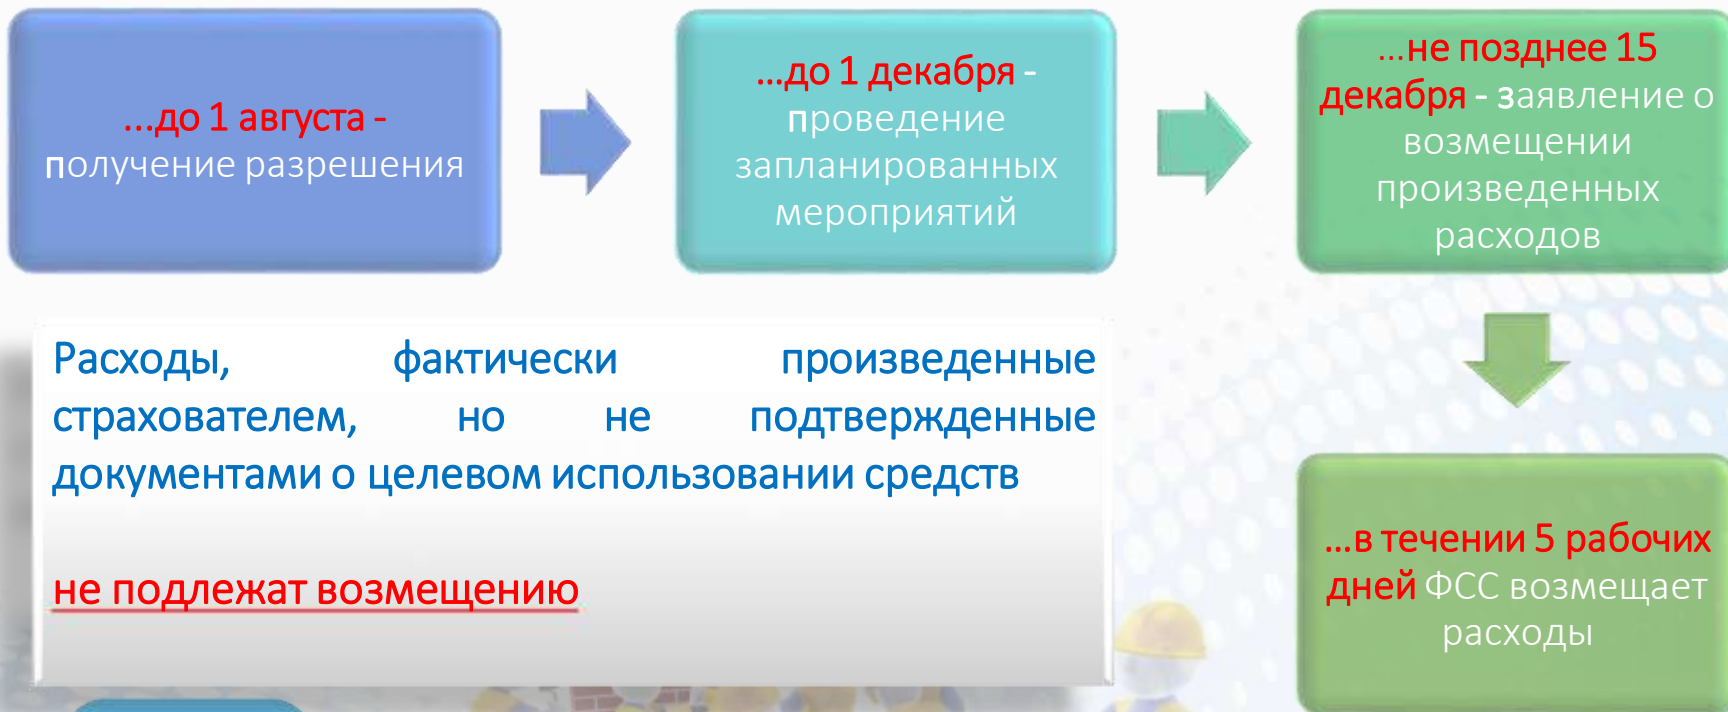 ...до 1 августа -
получение разрешения
...до 1 декабря -
проведение
запланированных
мероприятий
...не позднее 15
декабря - заявление о
возмещении
произведенных
расходов
Расходы, фактически произведенные
страхователем, но не подтвержденные
документами о целевом использовании средств
не подлежат возмещению
...в течении 5 рабочих
дней ФСС возмещает
расходы